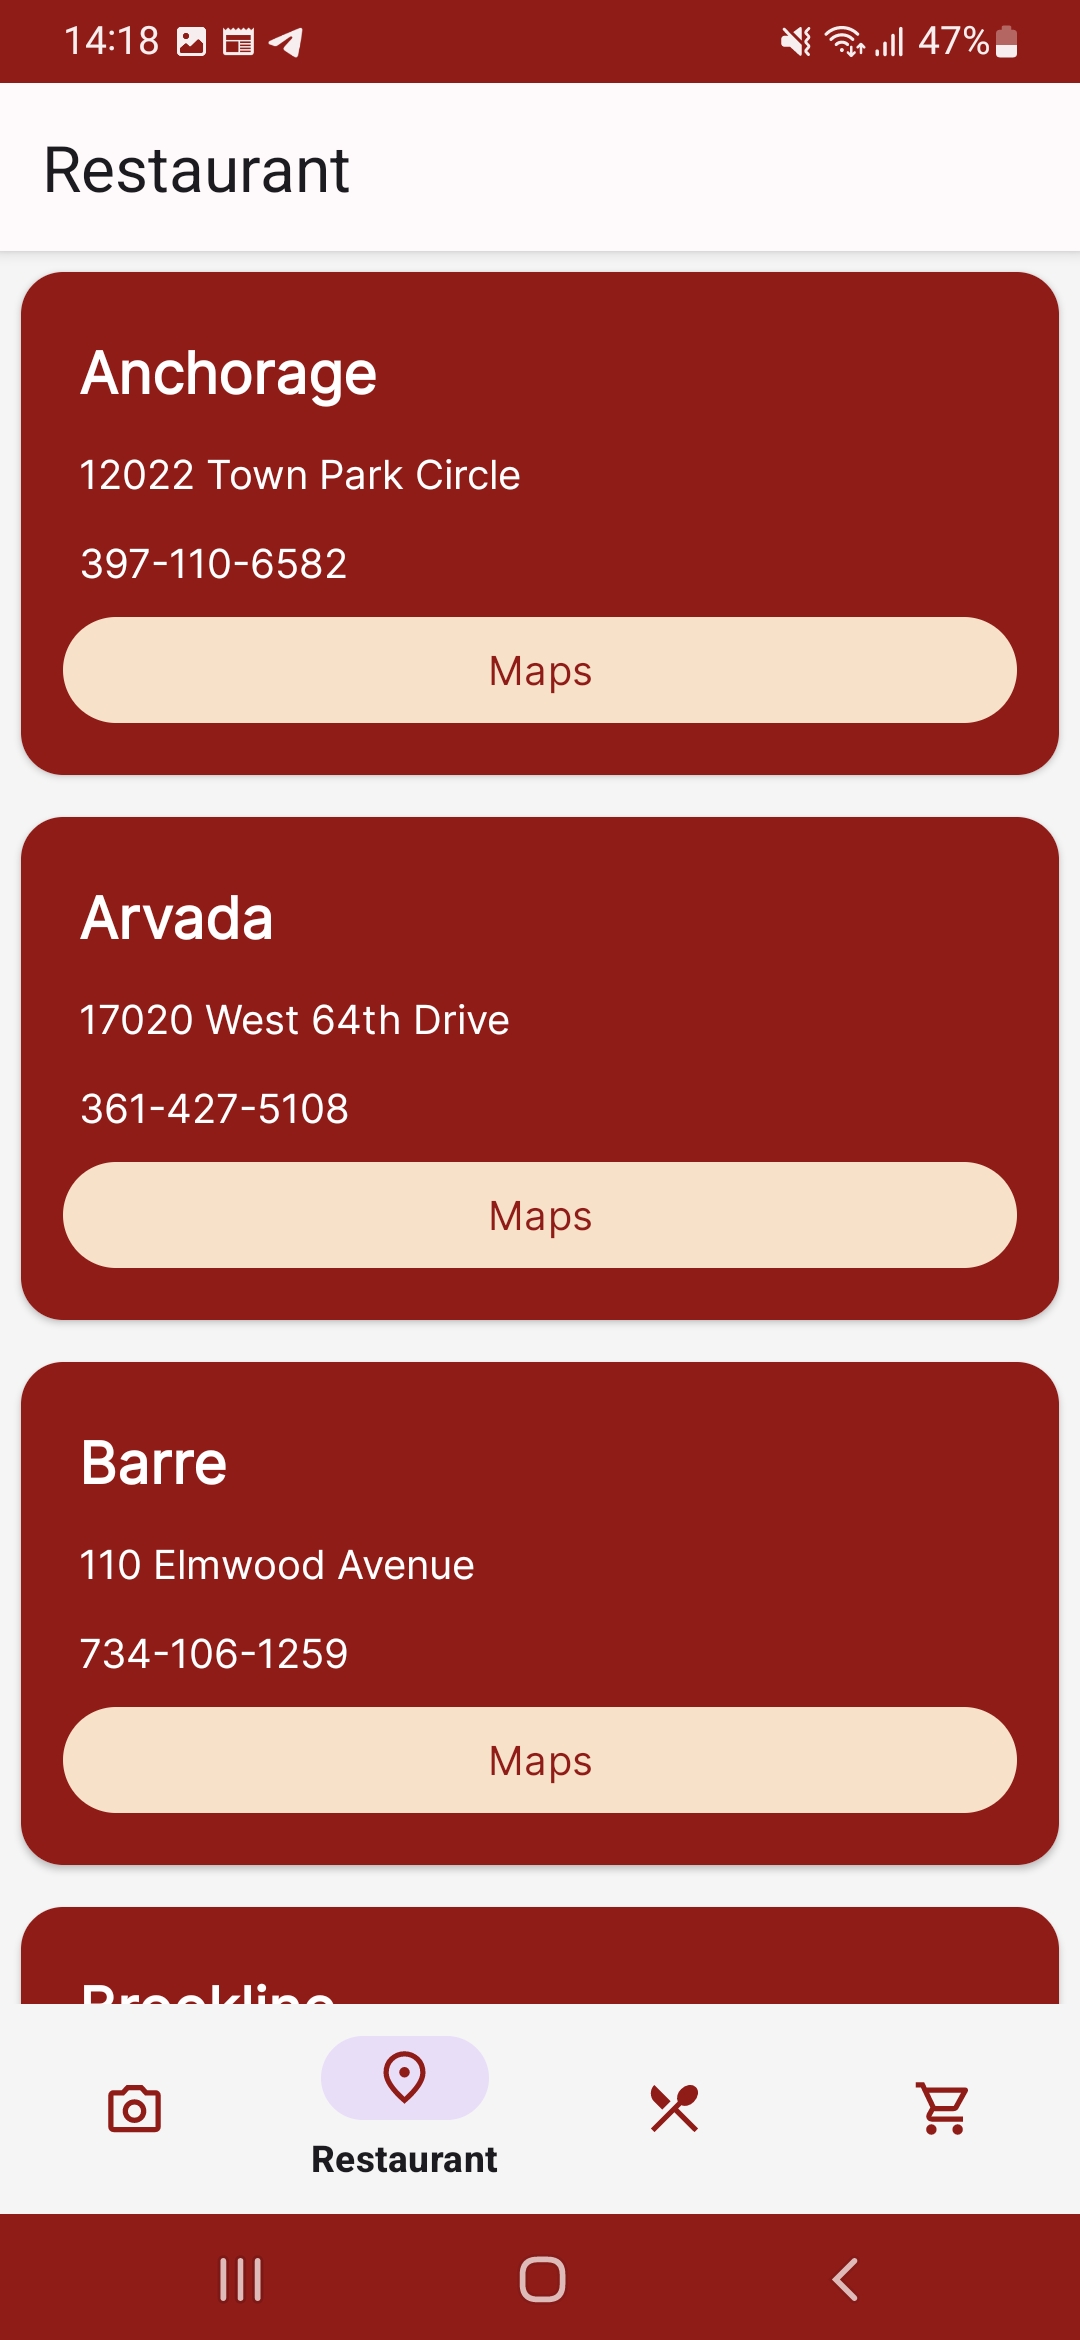 14:18 47%
Restaurant
Anchorage
12022 Town Park Circle
397-110-6582
Maps
Arvada
17020 West 64th Drive
361-427-5108
Maps
Barre
110 Elmwood Avenue
734-106-1259
Maps
Brookline
Restaurant